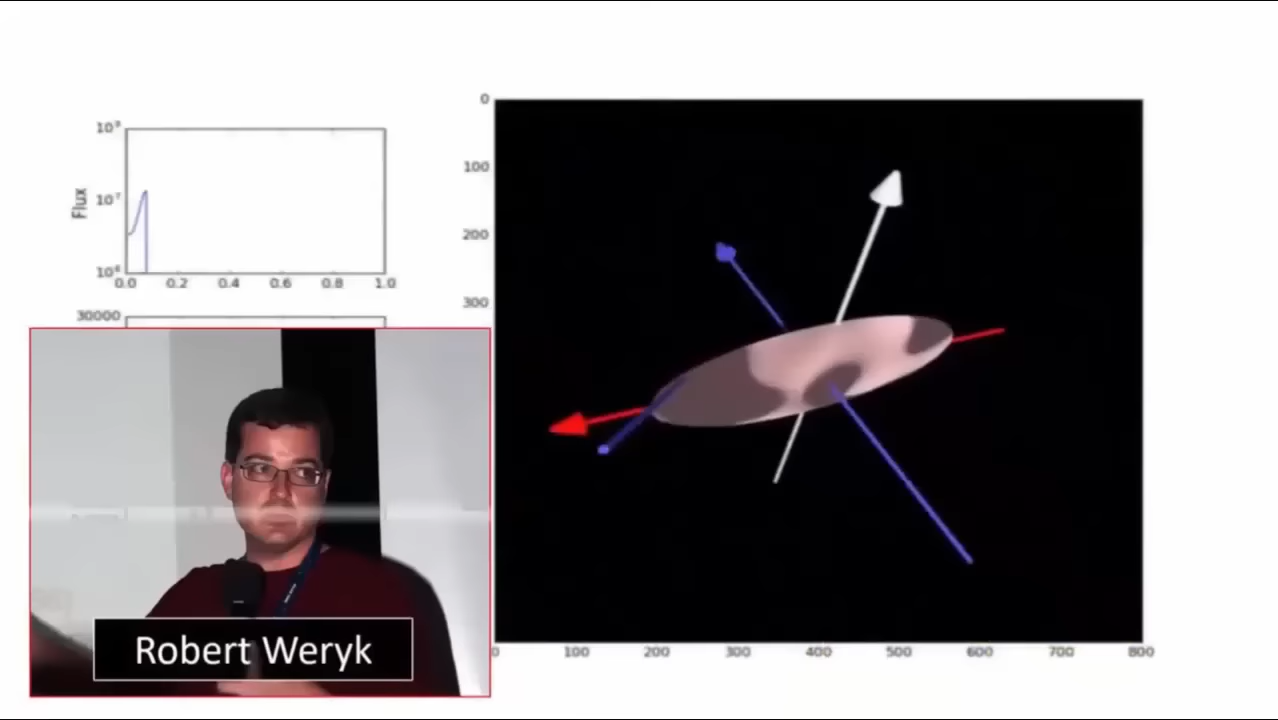 10⁹
10⁷
10⁶
Flux
0.0 0.2 0.4 0.6 0.8 1.0
30000
0
100
200
300
0 100 200 300 400 500 600 700 800
Robert Weryk